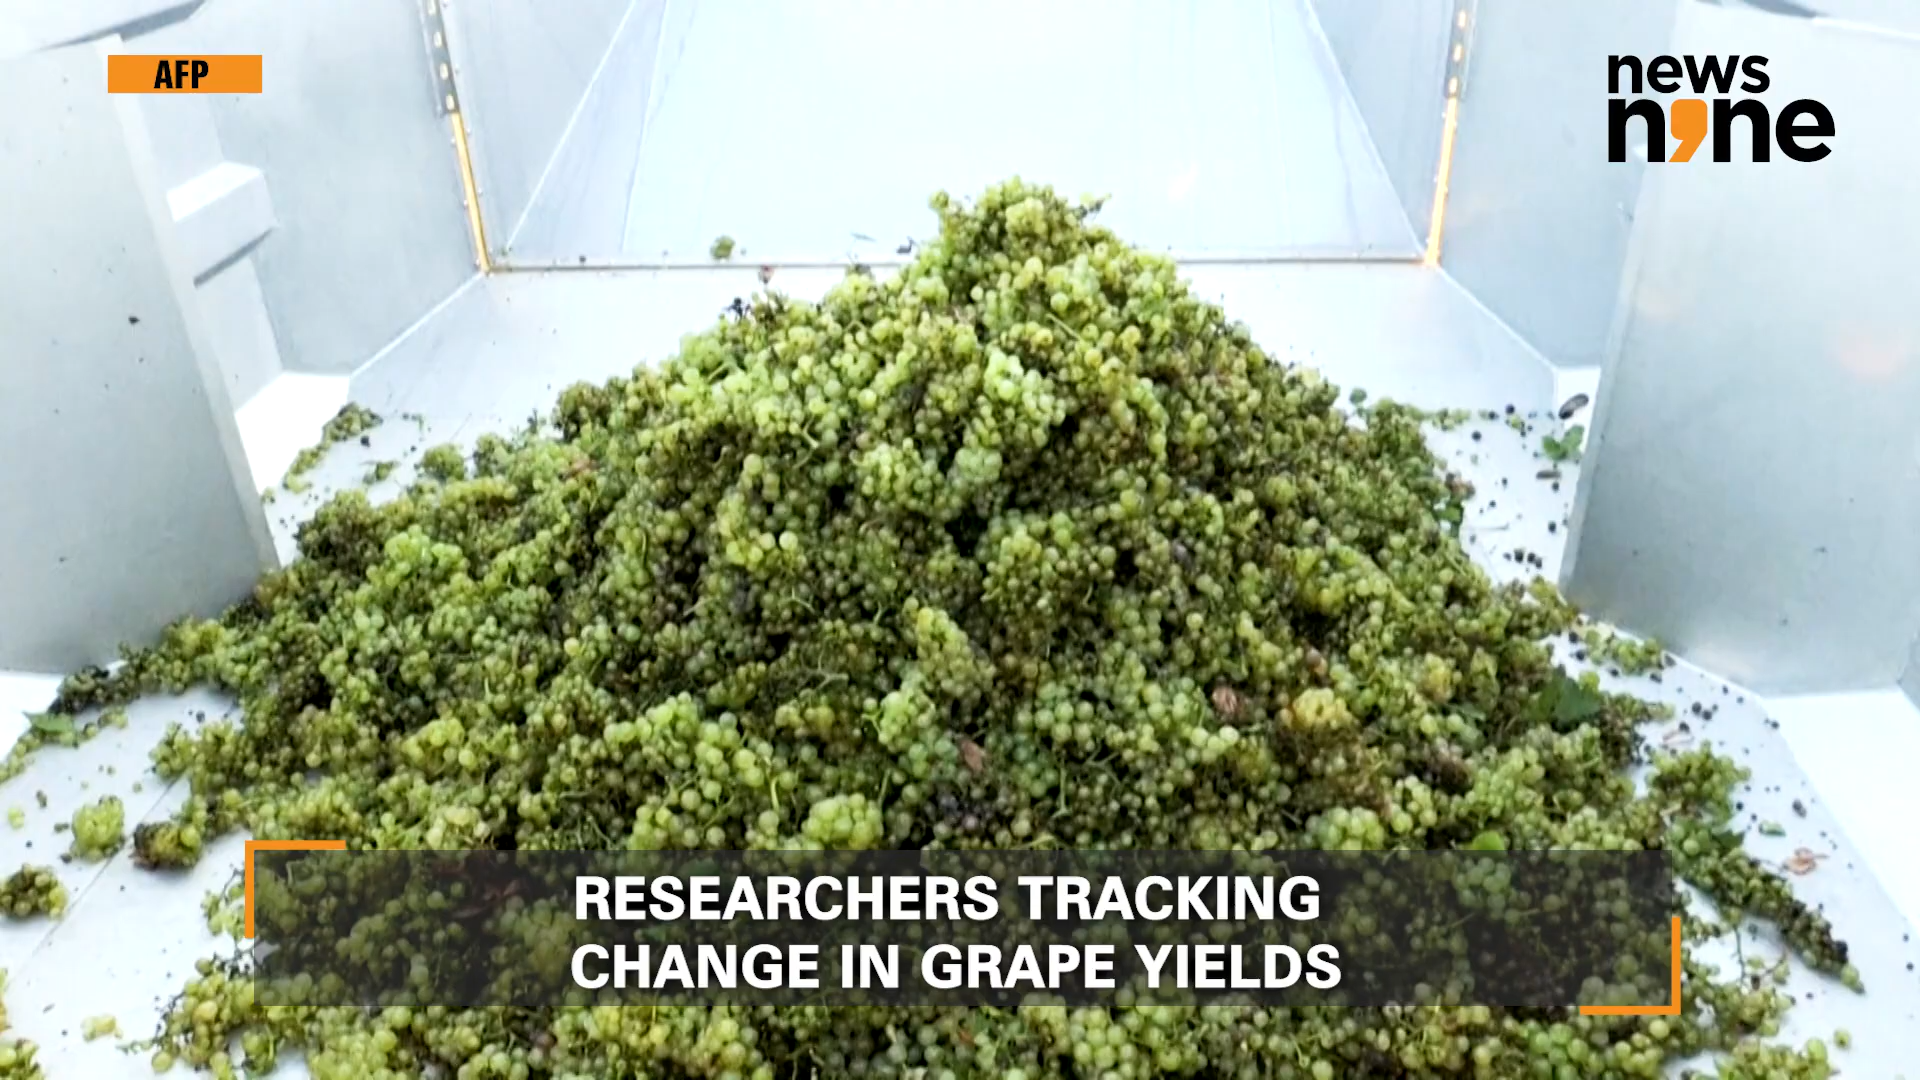 AFP
news
nine
RESEARCHERS TRACKING
CHANGE IN GRAPE YIELDS